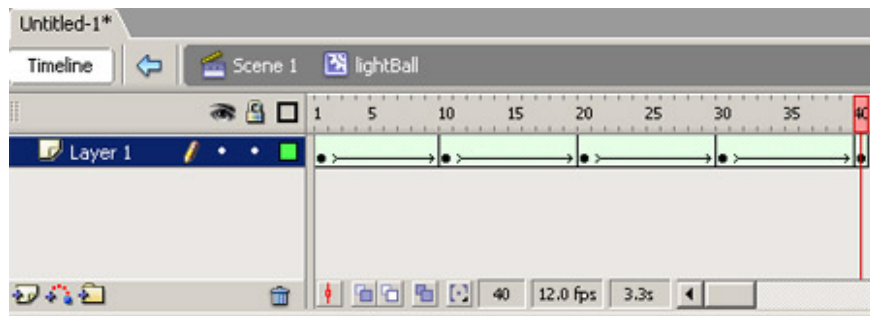 Untitled-1*
Timeline Scene 1 lightBall
1 5 10 15 20 25 30 35 40
Layer 1
40 12.0 fps 3.3s